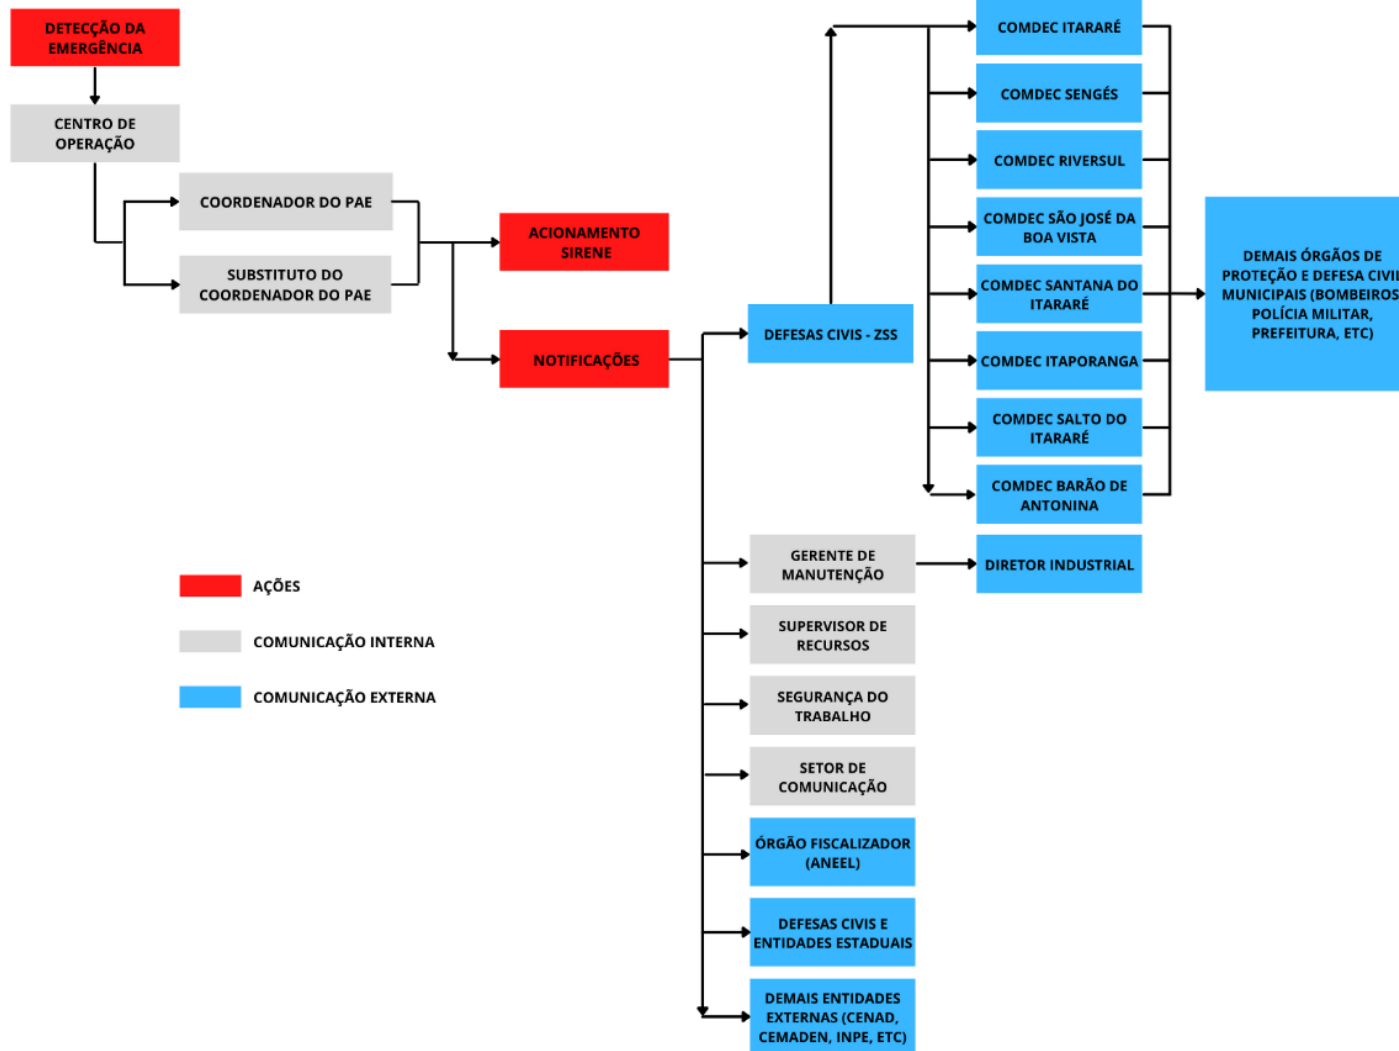 DETECÇÃO DA
EMERGÊNCIA
CENTRO DE
OPERAÇÃO
COORDENADOR DO PAE
SUBSTITUTO DO
COORDENADOR DO PAE
ACIONAMENTO
SIRENE
NOTIFICAÇÕES
DEFESAS CIVIS - ZSS
COMDEC ITARARÉ
COMDEC SENGÉS
COMDEC RIVERSUL
COMDEC SÃO JOSÉ DA
BOA VISTA
COMDEC SANTANA DO
ITARARÉ
COMDEC ITAPORANGA
COMDEC SALTO DO
ITARARÉ
COMDEC BARÃO DE
ANTONINA
DEMAIS ÓRGÃOS DE
PROTEÇÃO E DEFESA CIVIL
MUNICIPAIS (BOMBEIROS
POLÍCIA MILITAR,
PREFEITURA, ETC)
GERENTE DE
MANUTENÇÃO
DIRETOR INDUSTRIAL
SUPERVISOR DE
RECURSOS
SEGURANÇA DO
TRABALHO
SETOR DE
COMUNICAÇÃO
ÓRGÃO FISCALIZADOR
(ANEEL)
DEFESAS CIVIS E
ENTIDADES ESTADUAIS
DEMAIS ENTIDADES
EXTERNAS (CENAD,
CEMADEN, INPE, ETC)
AÇÕES
COMUNICAÇÃO INTERNA
COMUNICAÇÃO EXTERNA